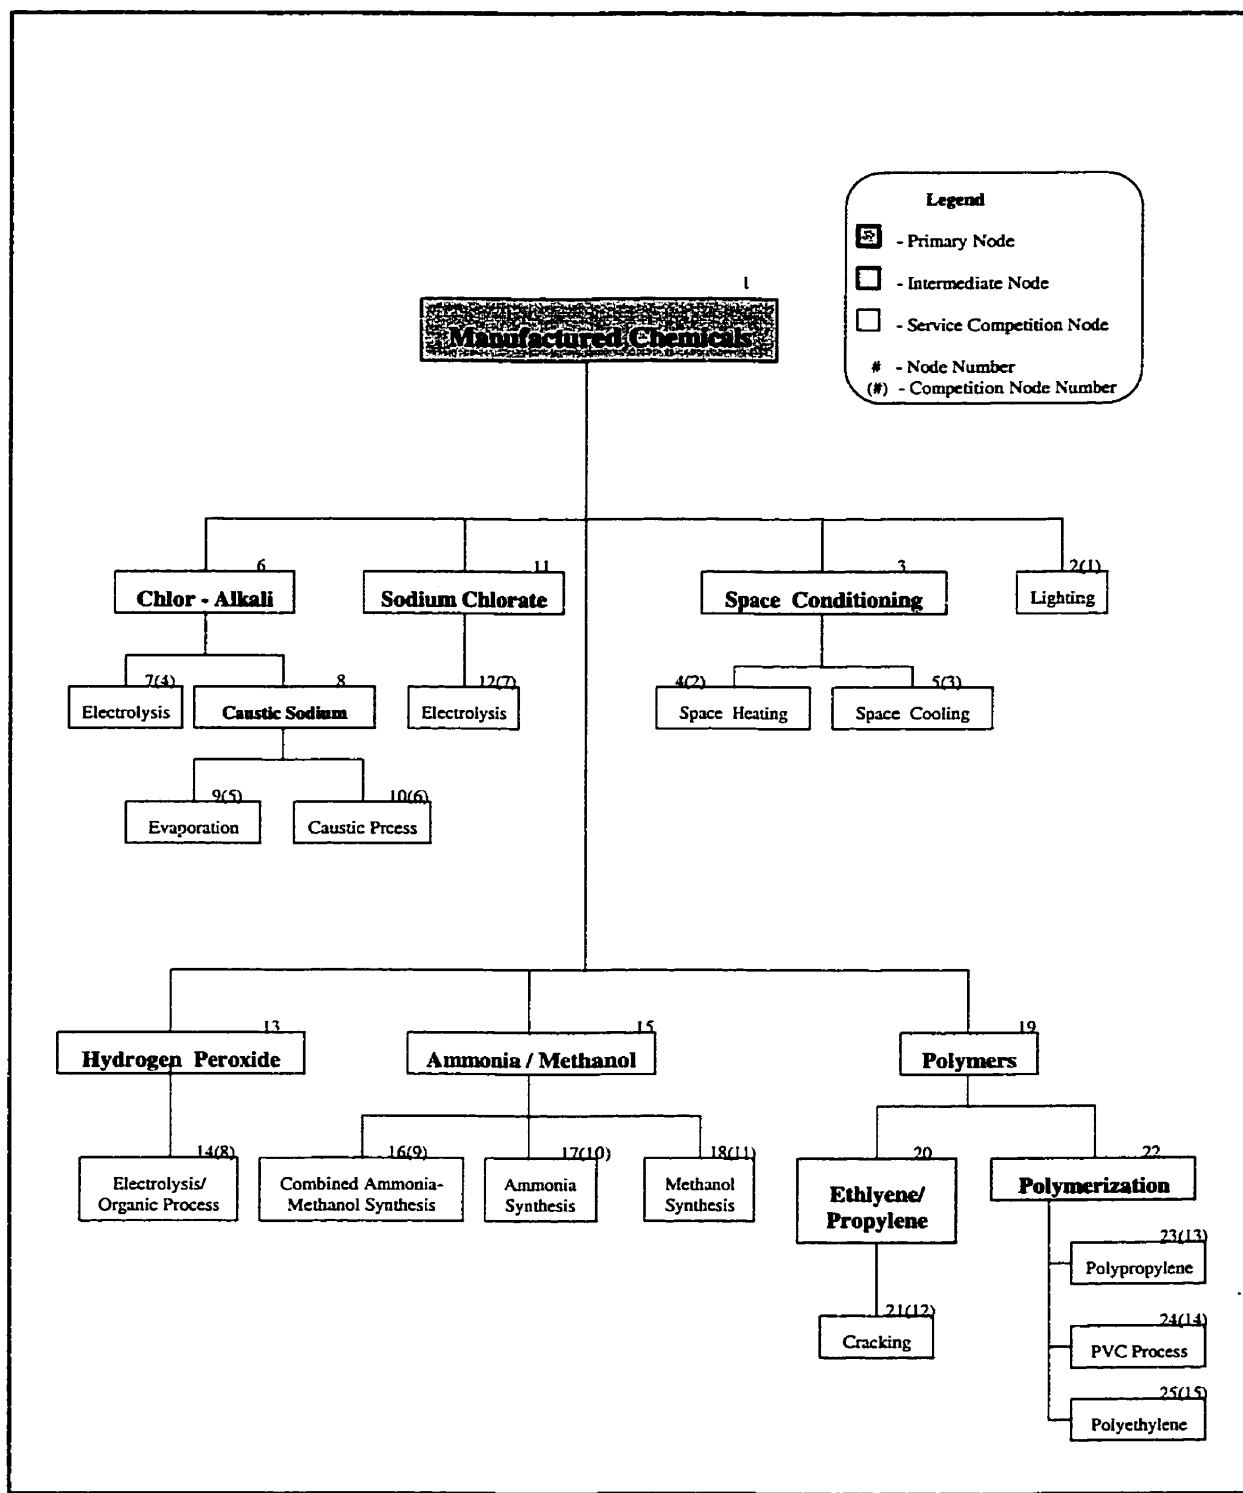 Legend
- Primary Node
- Intermediate Node
- Service Competition Node
# - Node Number
(#) - Competition Node Number
1
Manufactured Chemicals
6
Chlor - Alkali
11
Sodium Chlorate
3
Space Conditioning
2(1)
Lighting
7(4)
Electrolysis
8
Caustic Sodium
12(7)
Electrolysis
4(2)
Space Heating
5(3)
Space Cooling
9(5)
Evaporation
10(6)
Caustic Prcess
13
Hydrogen Peroxide
15
Ammonia / Methanol
19
Polymers
14(8)
Electrolysis/
Organic Process
16(9)
Combined Ammonia-
Methanol Synthesis
17(10)
Ammonia
Synthesis
18(11)
Methanol
Synthesis
20
Ethlyene/
Propylene
22
Polymerization
23(13)
Polypropylene
21(12)
Cracking
24(14)
PVC Process
25(15)
Polyethylene